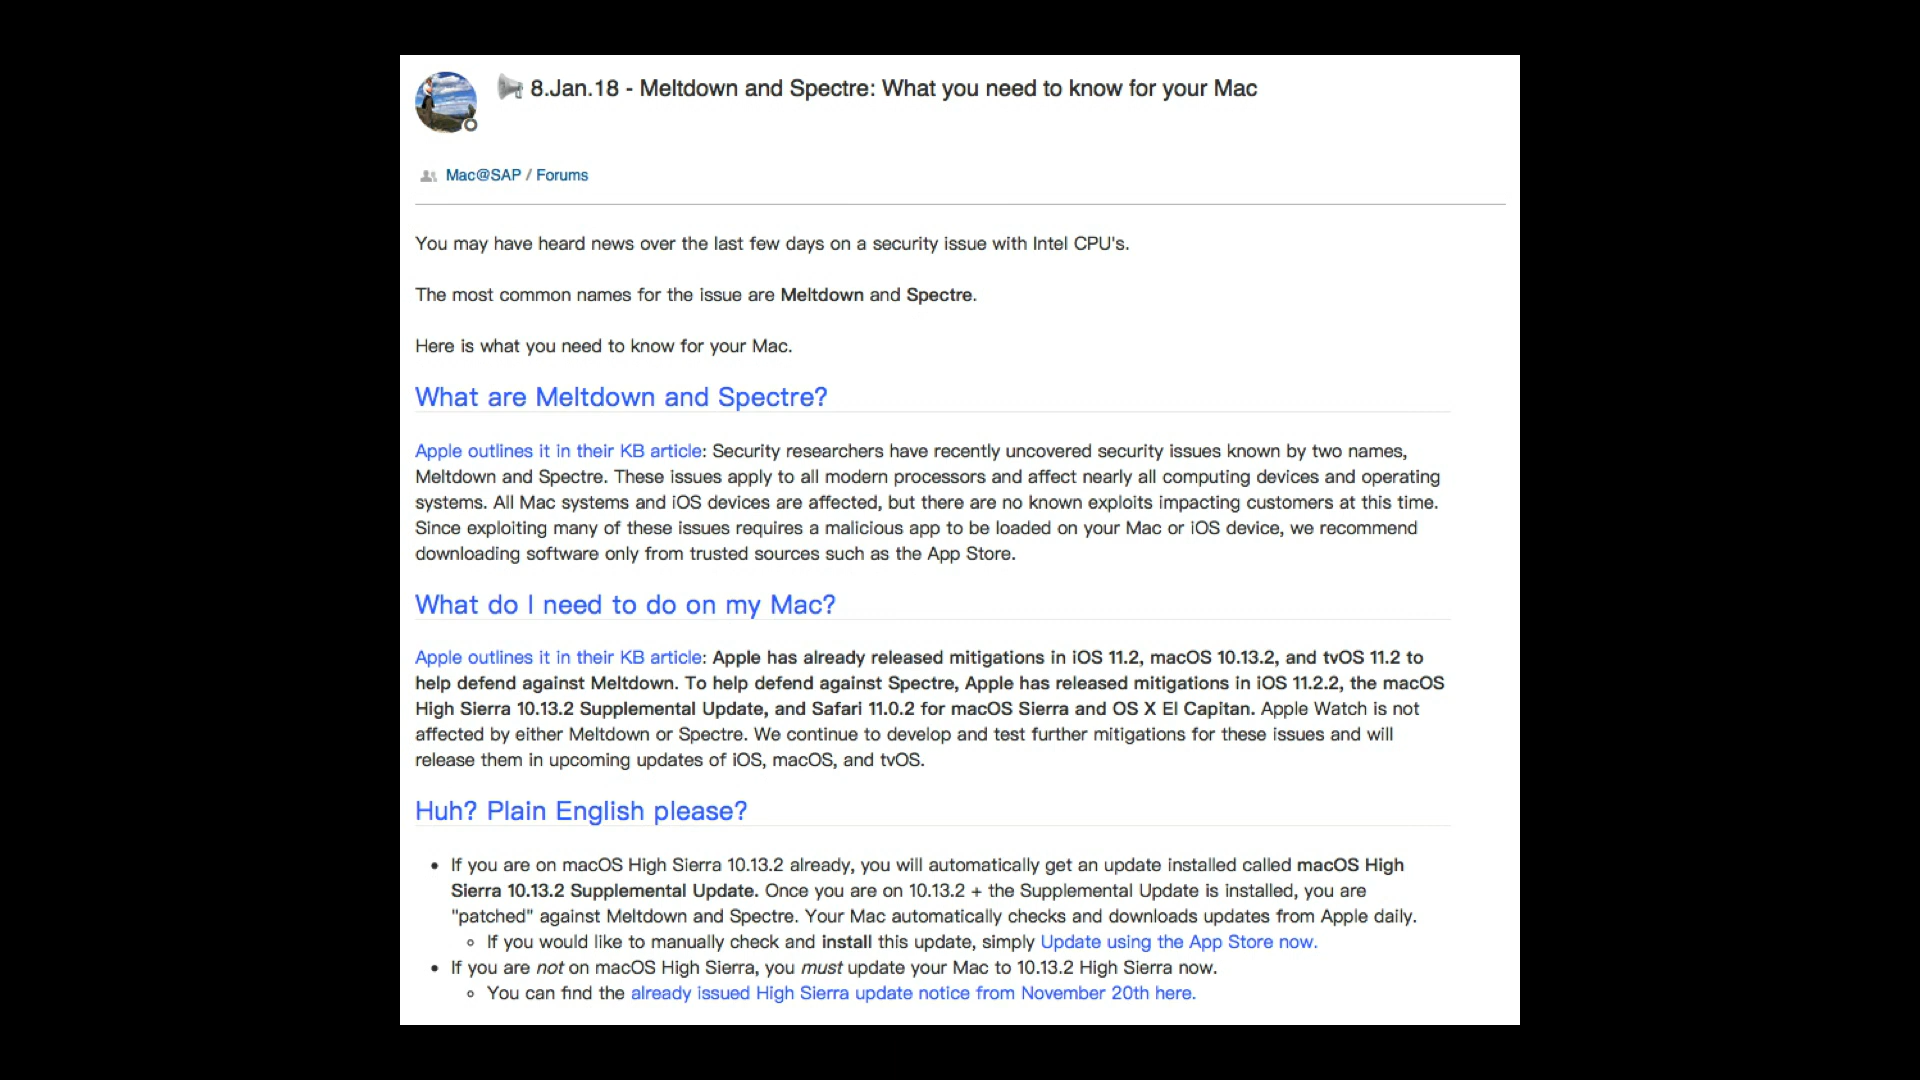 8.Jan.18 - Meltdown and Spectre: What you need to know for your Mac
Mac@SAP / Forums
You may have heard news over the last few days on a security issue with Intel CPU's.
The most common names for the issue are Meltdown and Spectre.
Here is what you need to know for your Mac.
What are Meltdown and Spectre?
Apple outlines it in their KB article: Security researchers have recently uncovered security issues known by two names,
Meltdown and Spectre. These issues apply to all modern processors and affect nearly all computing devices and operating
systems. All Mac systems and iOS devices are affected, but there are no known exploits impacting customers at this time.
Since exploiting many of these issues requires a malicious app to be loaded on your Mac or iOS device, we recommend
downloading software only from trusted sources such as the App Store.
What do I need to do on my Mac?
Apple outlines it in their KB article: Apple has already released mitigations in iOS 11.2, macOS 10.13.2, and tvOS 11.2 to
help defend against Meltdown. To help defend against Spectre, Apple has released mitigations in iOS 11.2.2, the macOS
High Sierra 10.13.2 Supplemental Update, and Safari 11.0.2 for macOS Sierra and OS X El Capitan. Apple Watch is not
affected by either Meltdown or Spectre. We continue to develop and test further mitigations for these issues and will
release them in upcoming updates of iOS, macOS, and tvOS.
Huh? Plain English please?
• If you are on macOS High Sierra 10.13.2 already, you will automatically get an update installed called macOS High
Sierra 10.13.2 Supplemental Update. Once you are on 10.13.2 + the Supplemental Update is installed, you are
"patched" against Meltdown and Spectre. Your Mac automatically checks and downloads updates from Apple daily.
◦ If you would like to manually check and install this update, simply Update using the App Store now.
• If you are not on macOS High Sierra, you must update your Mac to 10.13.2 High Sierra now.
◦ You can find the already issued High Sierra update notice from November 20th here.